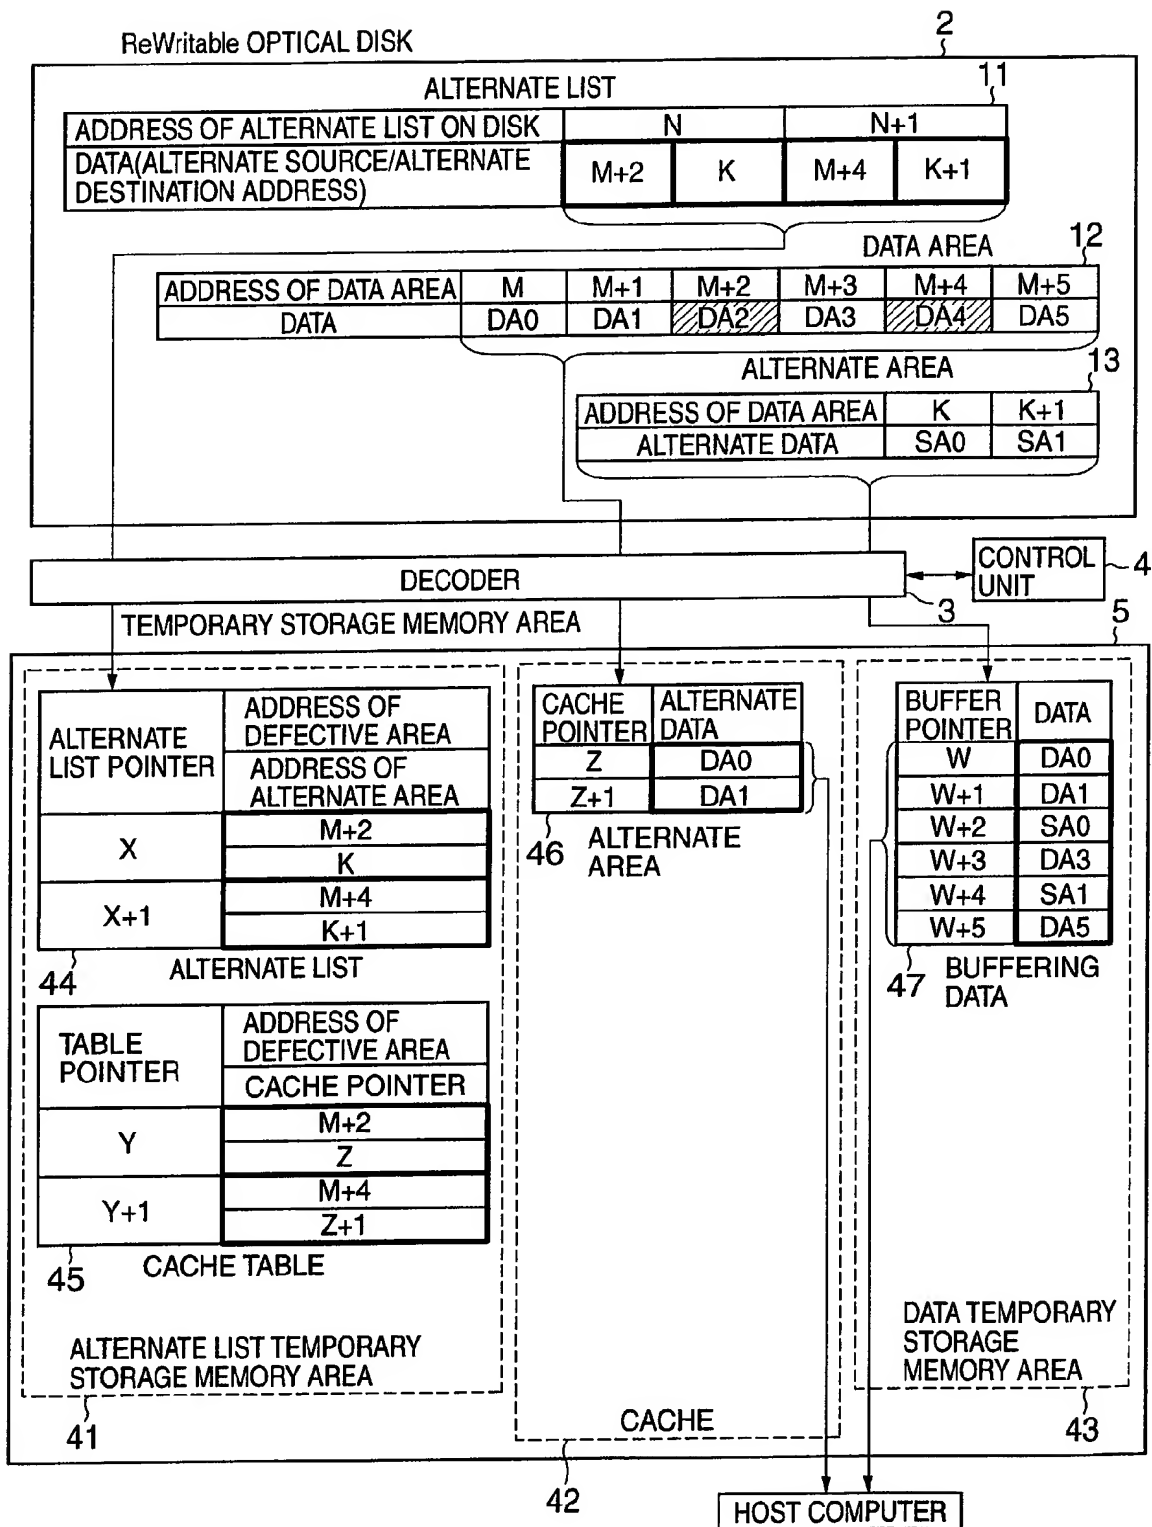 ReWritable OPTICAL DISK
2
ALTERNATE LIST
11
ADDRESS OF ALTERNATE LIST ON DISK N N+1
DATA(ALTERNATE SOURCE/ALTERNATE
DESTINATION ADDRESS)
M+2 K M+4 K+1
DATA AREA
12
ADDRESS OF DATA AREA M M+1 M+2 M+3 M+4 M+5
DATA DA0 DA1 DA2 DA3 DA4 DA5
ALTERNATE AREA
13
ADDRESS OF DATA AREA K K+1
ALTERNATE DATA SA0 SA1
DECODER
3
CONTROL
UNIT
4
TEMPORARY STORAGE MEMORY AREA
5
ALTERNATE
LIST POINTER
ADDRESS OF
DEFECTIVE AREA
ADDRESS OF
ALTERNATE AREA
X
M+2
K
X+1
M+4
K+1
44
ALTERNATE LIST
TABLE
POINTER
ADDRESS OF
DEFECTIVE AREA
CACHE POINTER
Y
M+2
Z
Y+1
M+4
Z+1
45
CACHE TABLE
ALTERNATE LIST TEMPORARY
STORAGE MEMORY AREA
41
CACHE
POINTER
ALTERNATE
DATA
Z DA0
Z+1 DA1
46
ALTERNATE
AREA
CACHE
42
BUFFER
POINTER
DATA
W DA0
W+1 DA1
W+2 SA0
W+3 DA3
W+4 SA1
W+5 DA5
47
BUFFERING
DATA
DATA TEMPORARY
STORAGE
MEMORY AREA
43
HOST COMPUTER